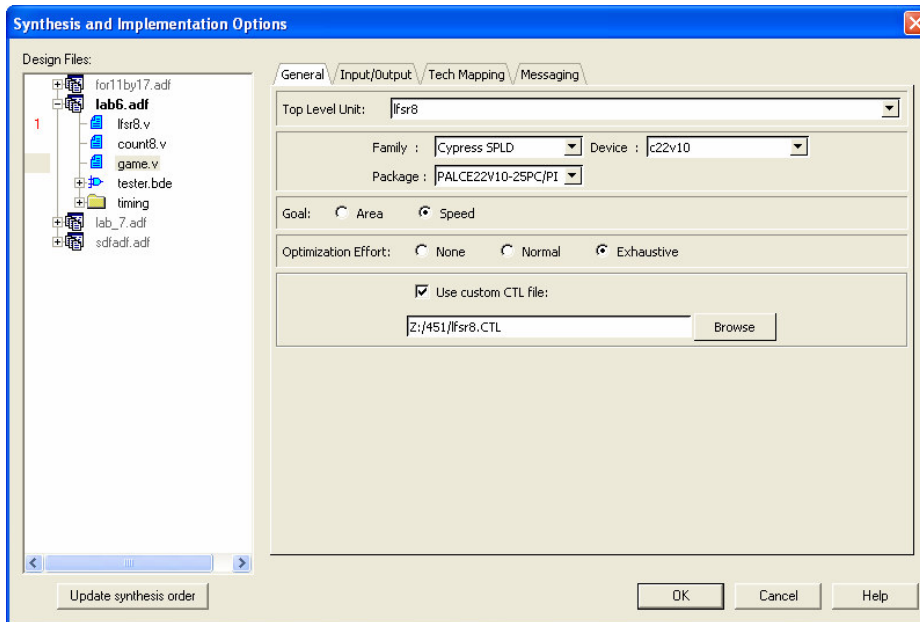 Synthesis and Implementation Options
Design Files:
for11by17.adf
lab6.adf
1 lfsr8.v
count8.v
game.v
tester.bde
timing
lab_7.adf
sdfadf.adf
Update synthesis order
General Input/Output Tech Mapping Messaging
Top Level Unit: lfsr8
Family : Cypress SPLD Device : c22v10
Package : PALCE22V10-25PC/PI
Goal: Area Speed
Optimization Effort: None Normal Exhaustive
Use custom CTL file:
Z:/451/lfsr8.CTL Browse
OK Cancel Help